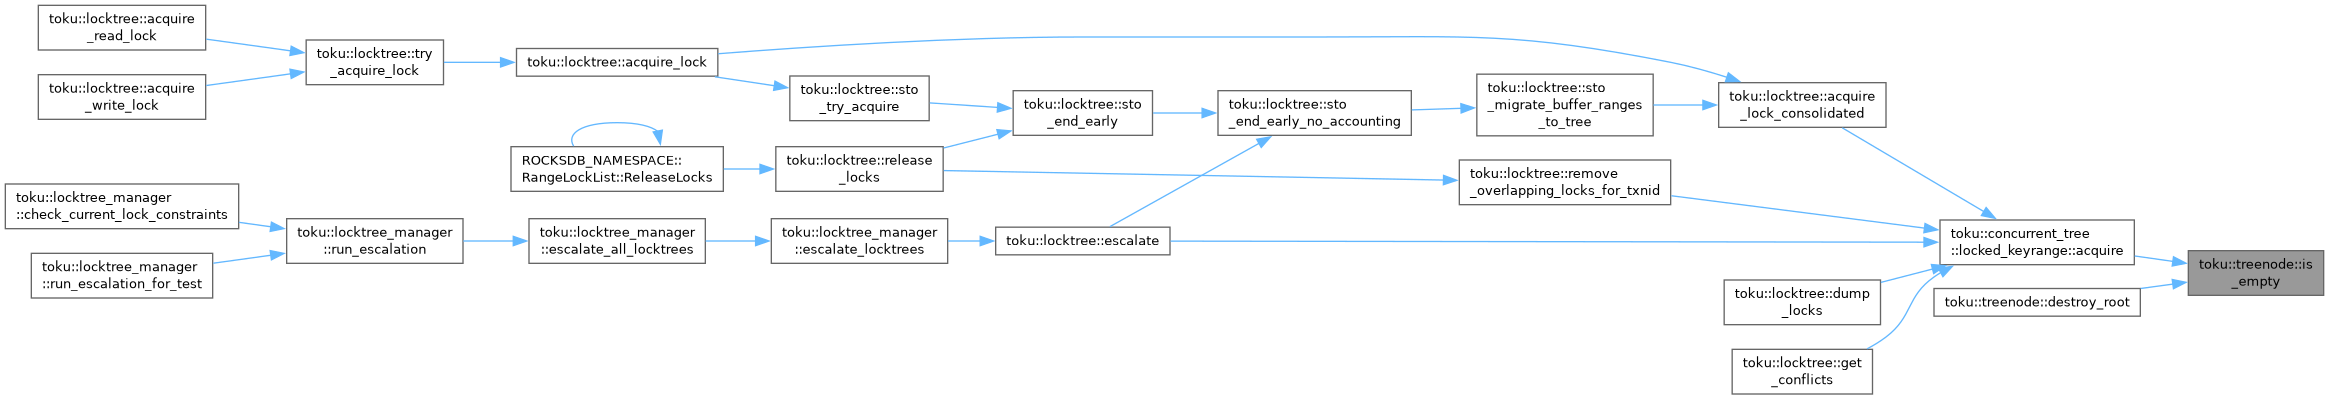 toku::locktree::acquire
_read_lock
toku::locktree::acquire
_write_lock
toku::locktree::try
_acquire_lock
toku::locktree::acquire_lock
toku::locktree::sto
_try_acquire
toku::locktree::sto
_end_early
toku::locktree::sto
_end_early_no_accounting
toku::locktree::sto
_migrate_buffer_ranges
_to_tree
toku::locktree::acquire
_lock_consolidated
ROCKSDB_NAMESPACE::
RangeLockList::ReleaseLocks
toku::locktree::release
_locks
toku::locktree::remove
_overlapping_locks_for_txnid
toku::locktree_manager
::check_current_lock_constraints
toku::locktree_manager
::run_escalation_for_test
toku::locktree_manager
::run_escalation
toku::locktree_manager
::escalate_all_locktrees
toku::locktree_manager
::escalate_locktrees
toku::locktree::escalate
toku::concurrent_tree
::locked_keyrange::acquire
toku::treenode::is
_empty
toku::locktree::dump
_locks
toku::treenode::destroy_root
toku::locktree::get
_conflicts